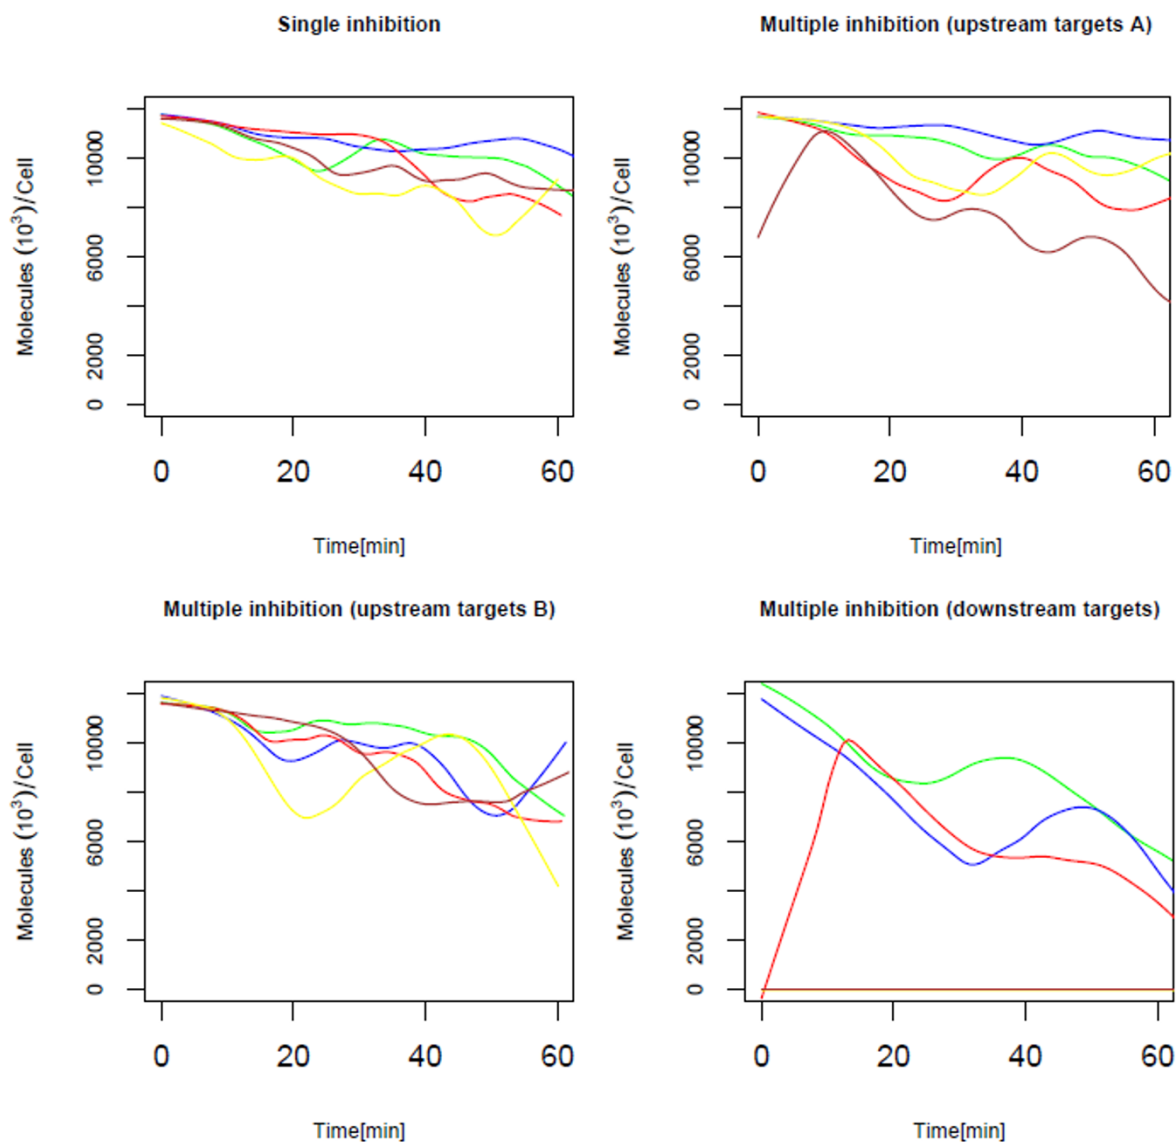 Single inhibition
Multiple inhibition (upstream targets A)
Molecules (10³)/Cell
10000
6000
2000
0
0 20 40 60
Time[min]
Molecules (10³)/Cell
10000
6000
2000
0
0 20 40 60
Time[min]
Multiple inhibition (upstream targets B)
Multiple inhibition (downstream targets)
Molecules (10³)/Cell
10000
6000
2000
0
0 20 40 60
Time[min]
Molecules (10³)/Cell
10000
6000
2000
0
0 20 40 60
Time[min]